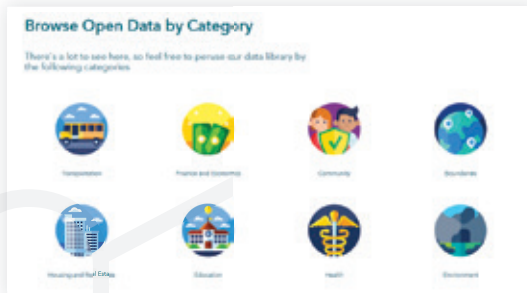 Browse Open Data by Category
There's a lot to see here, so feel free to peruse our data library by
the following categories
Transportation
Finance and Economics
Community
Boundaries
Housing and Real Estate
Education
Health
Environment